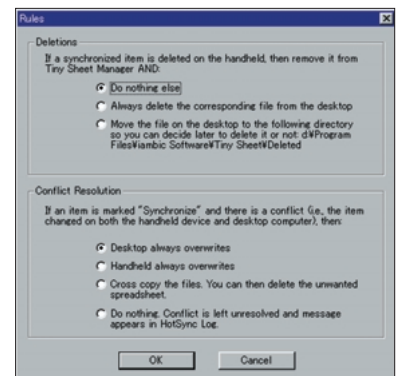 Rules
Deletions
If a synchronized item is deleted on the handheld, then remove it from
Tiny Sheet Manager AND:
Do nothing else
Always delete the corresponding file from the desktop
Move the file on the desktop to the following directory
so you can decide later to delete it or not: d¥Program
Files¥iambic Software¥Tiny Sheet¥Deleted
Conflict Resolution
If an item is marked "Synchronize" and there is a conflict (i.e., the item
changed on both the handheld device and desktop computer), then:
Desktop always overwrites
Handheld always overwrites
Cross copy the files. You can then delete the unwanted
spreadsheet.
Do nothing. Conflict is left unresolved and message
appears in HotSync Log.
OK Cancel